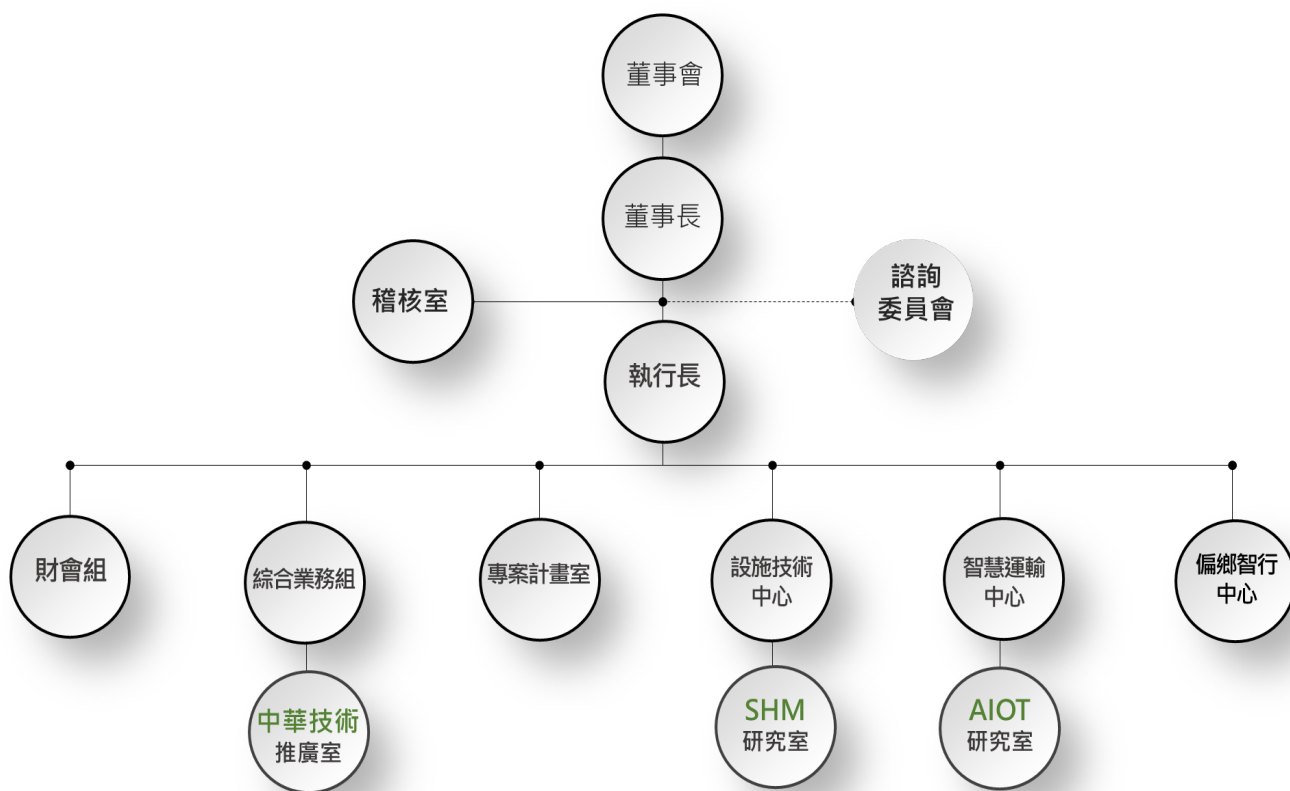 董事會
董事長
稽核室
諮詢
委員會
執行長
財會組
綜合業務組
專案計畫室
設施技術
中心
智慧運輸
中心
偏鄉智行
中心
中華技術
推廣室
SHM
研究室
AIOT
研究室